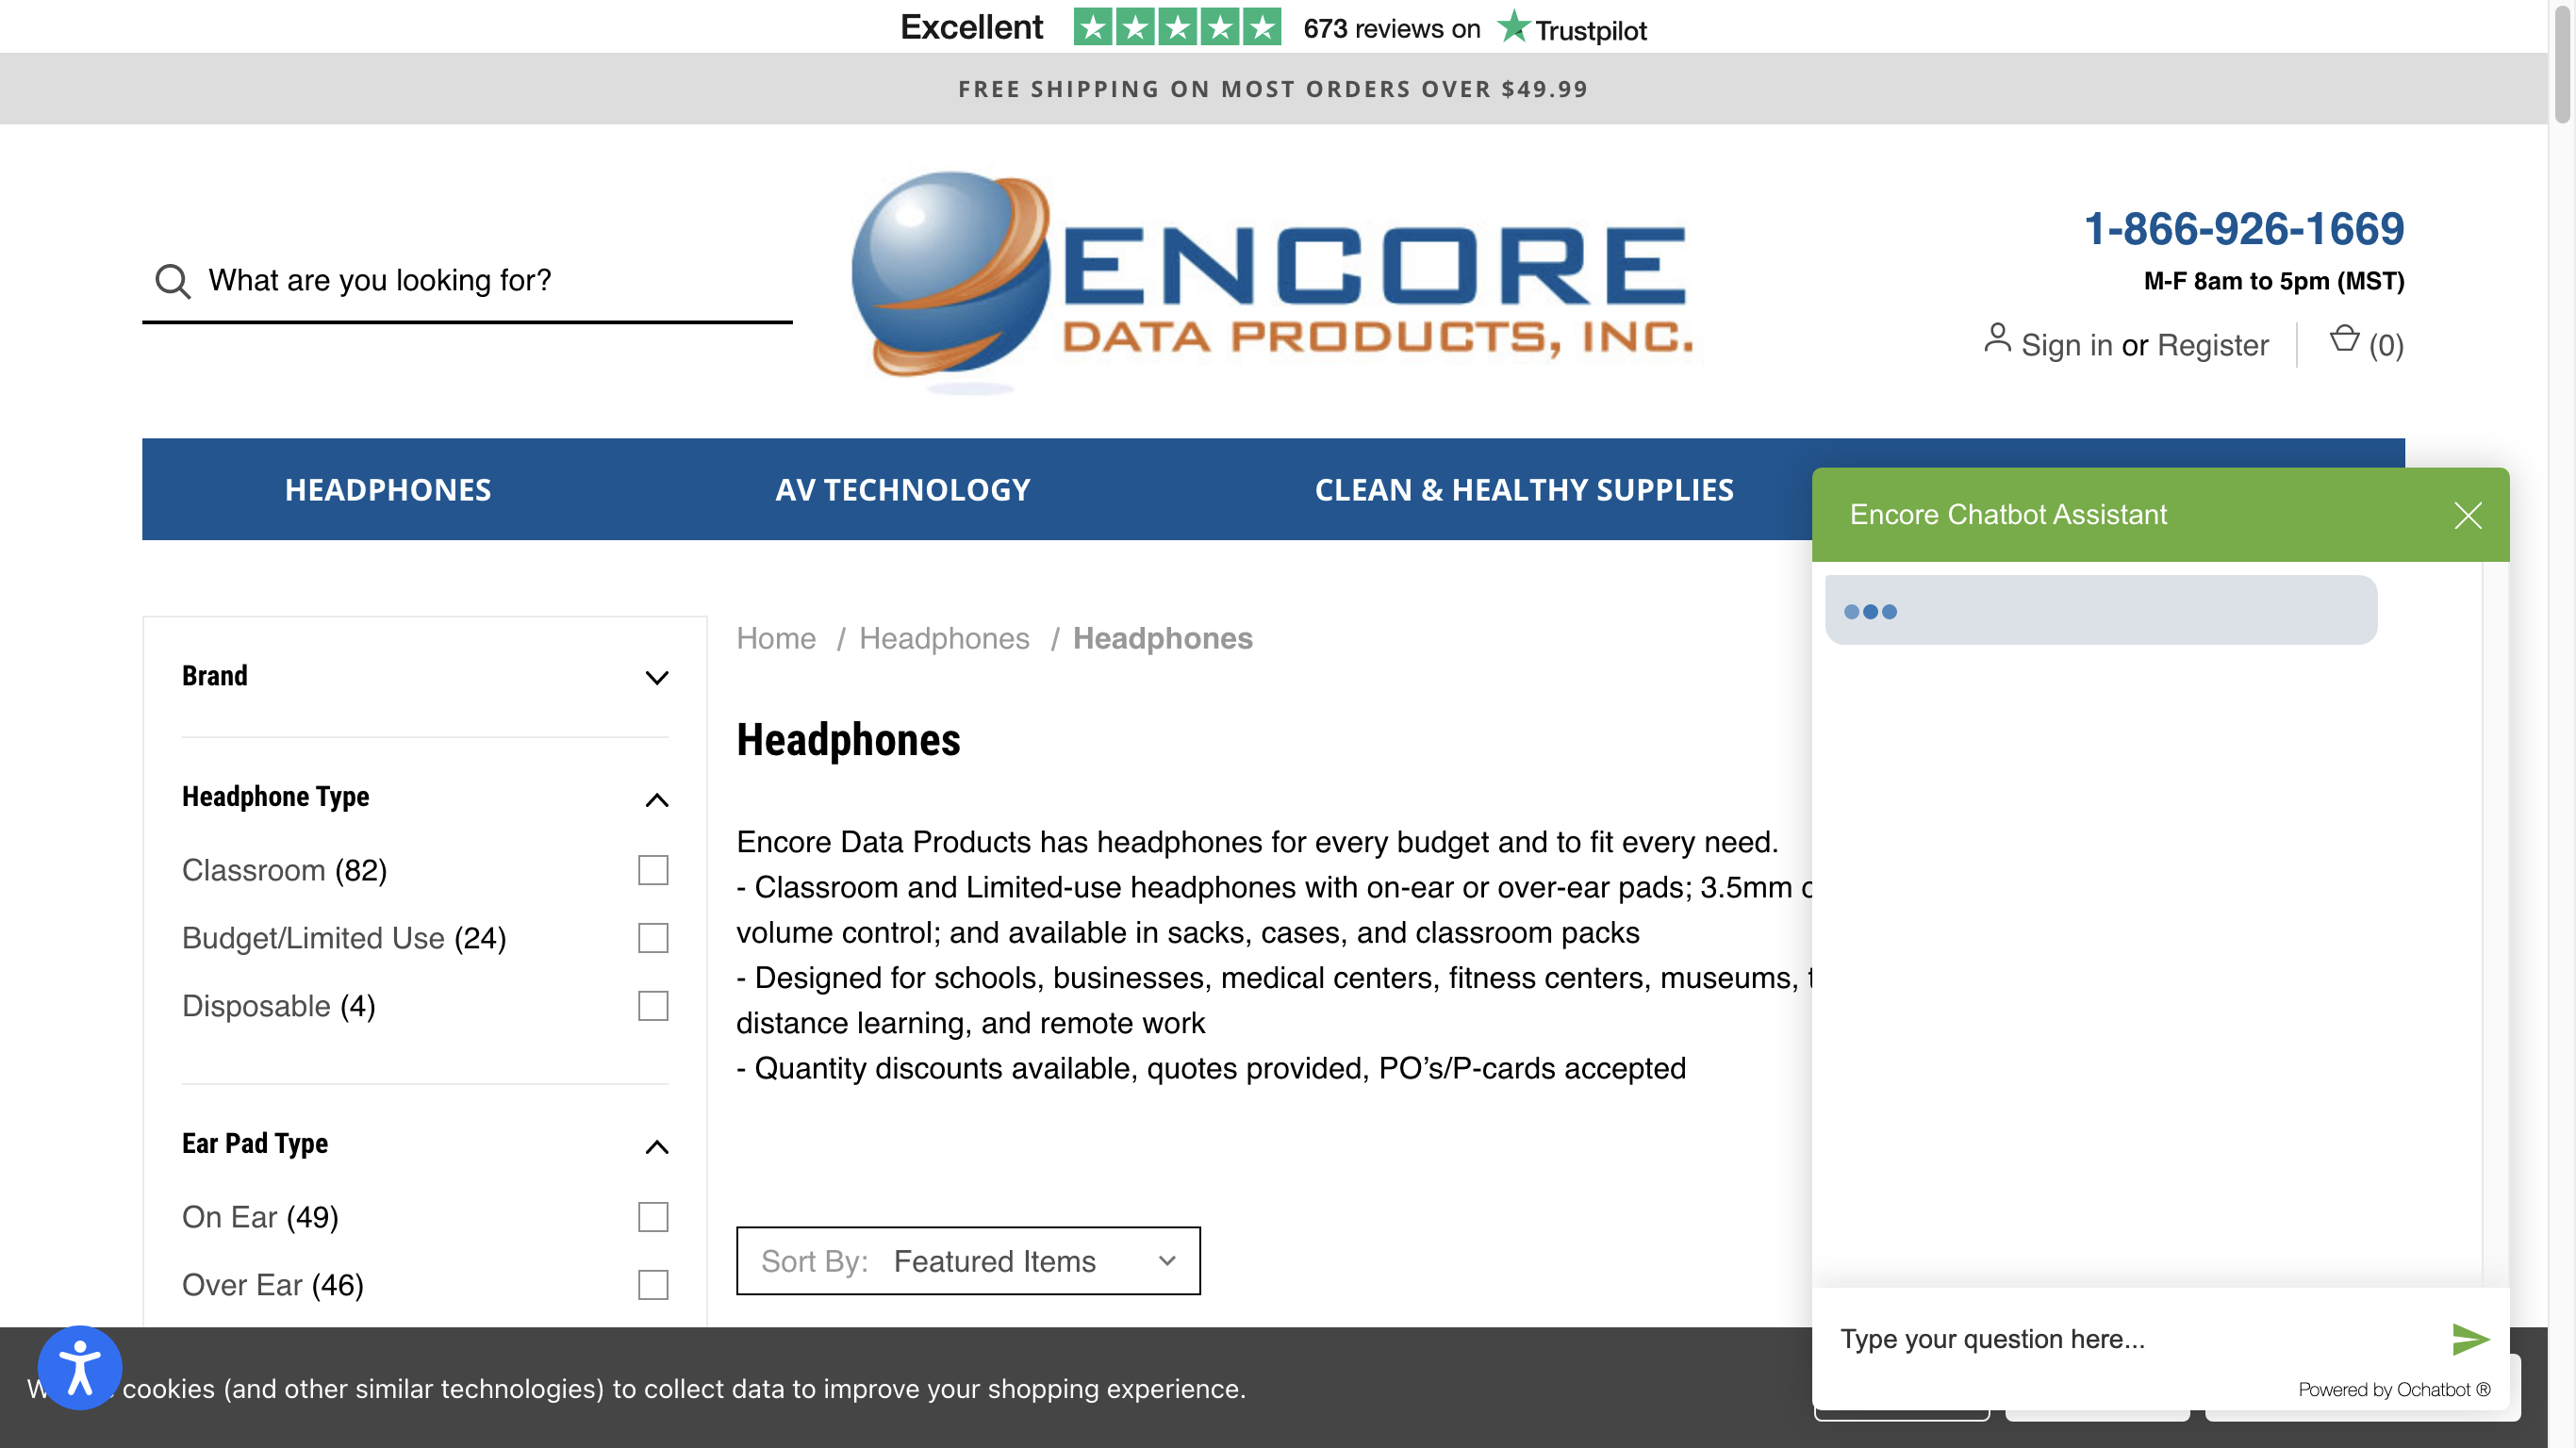 Excellent 673 reviews on Trustpilot
FREE SHIPPING ON MOST ORDERS OVER $49.99
What are you looking for?
ENCORE
DATA PRODUCTS, INC.
1-866-926-1669
M-F 8am to 5pm (MST)
Sign in or Register (0)
HEADPHONES AV TECHNOLOGY CLEAN & HEALTHY SUPPLIES
Encore Chatbot Assistant
Home / Headphones / Headphones
Brand
Headphone Type
Classroom (82)
Budget/Limited Use (24)
Disposable (4)
Ear Pad Type
On Ear (49)
Over Ear (46)
Headphones
Encore Data Products has headphones for every budget and to fit every need.
- Classroom and Limited-use headphones with on-ear or over-ear pads; 3.5mm
volume control; and available in sacks, cases, and classroom packs
- Designed for schools, businesses, medical centers, fitness centers, museums,
distance learning, and remote work
- Quantity discounts available, quotes provided, PO’s/P-cards accepted
Sort By: Featured Items
Type your question here...
Powered by Ochatbot ®
cookies (and other similar technologies) to collect data to improve your shopping experience.